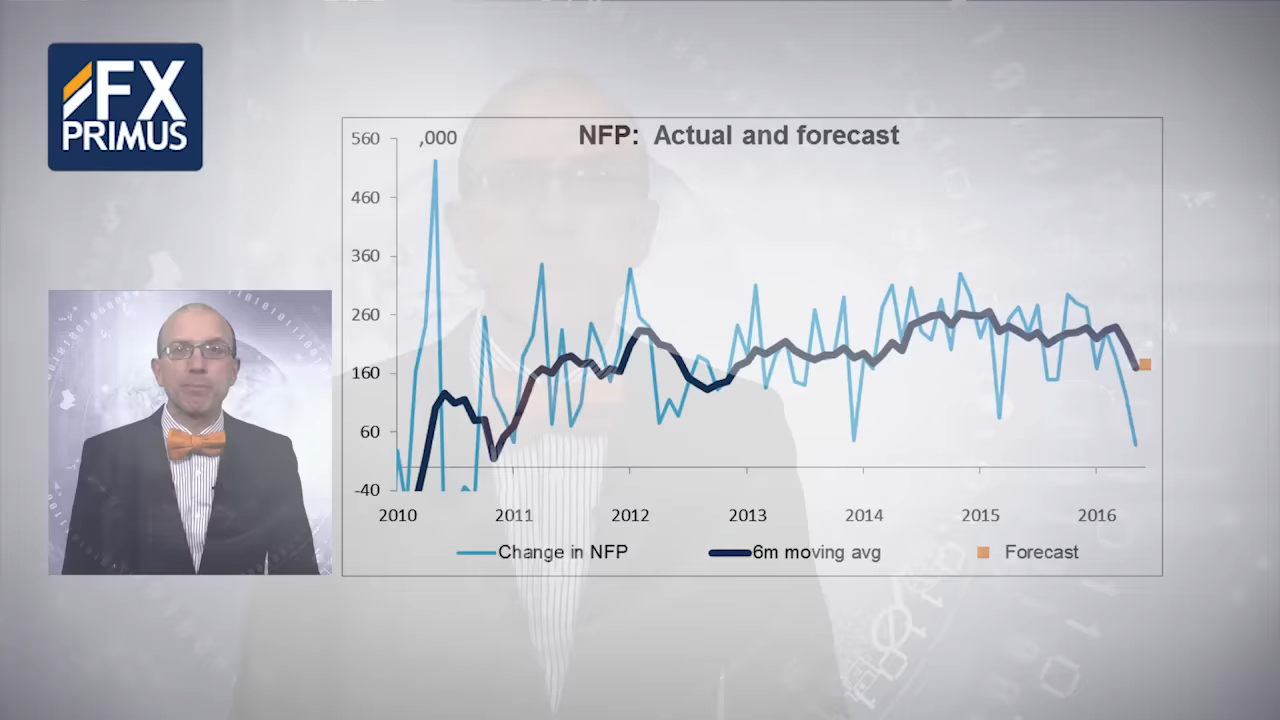 FX
PRIMUS
NFP: Actual and forecast
,000
560
460
360
260
160
60
-40
2010 2011 2012 2013 2014 2015 2016
Change in NFP 6m moving avg Forecast